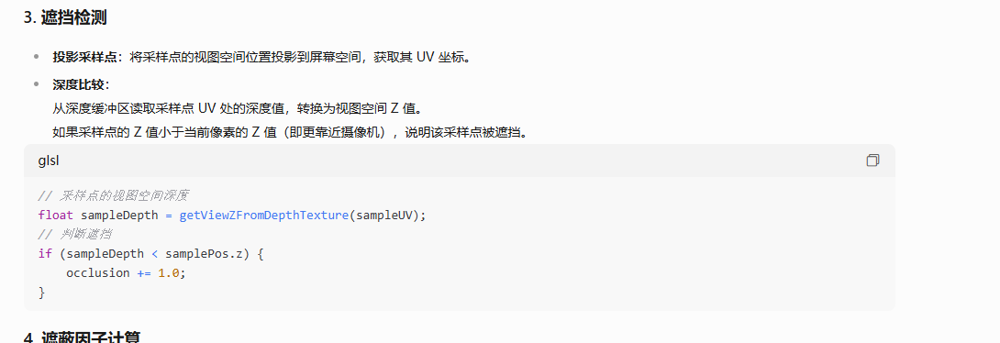 3. 遮挡检测
投影采样点：将采样点的视图空间位置投影到屏幕空间，获取其 UV 坐标。
深度比较：
从深度缓冲区读取采样点 UV 处的深度值，转换为视图空间 Z 值。
如果采样点的 Z 值小于当前像素的 Z 值（即更靠近摄像机），说明该采样点被遮挡。
glsl
// 采样点的视图空间深度
float sampleDepth = getViewZFromDepthTexture(sampleUV);
// 判断遮挡
if (sampleDepth < samplePos.z) {
    occlusion += 1.0;
}
4. 遮蔽因子计算